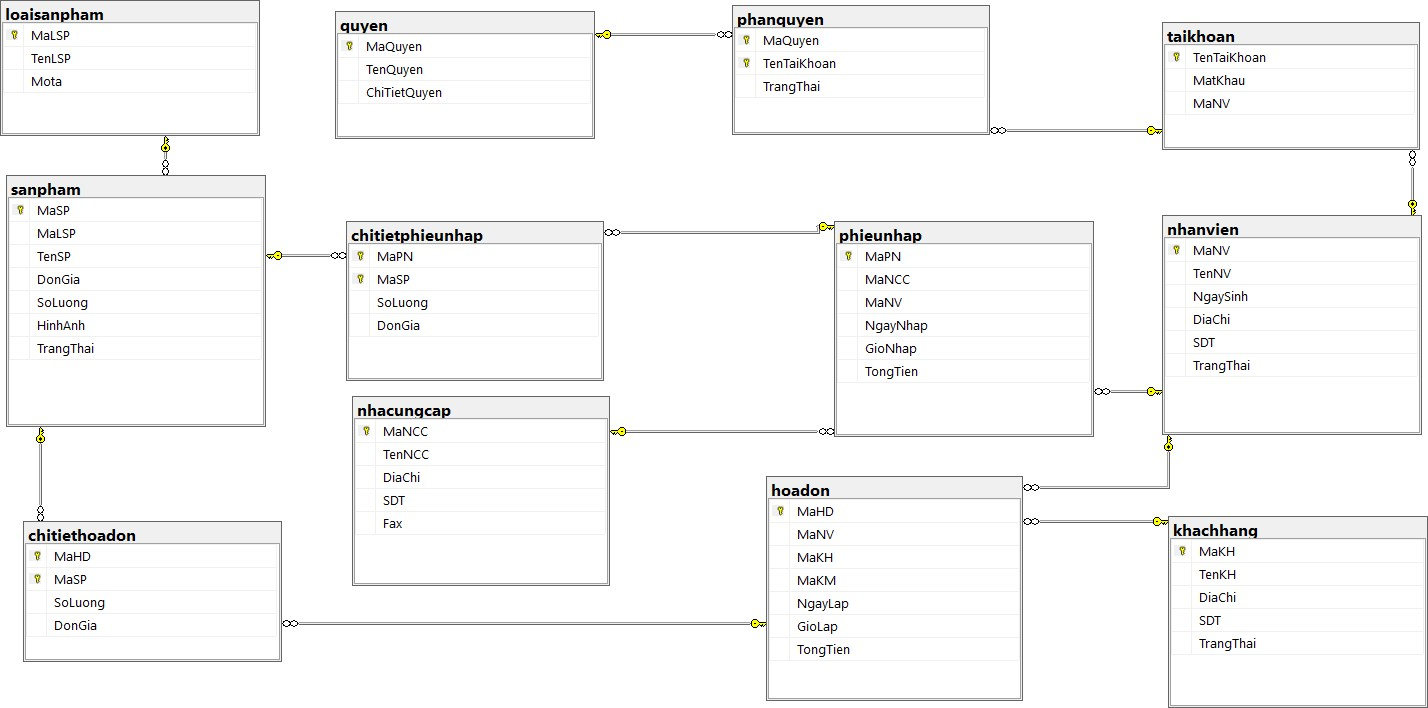 loaisanpham
MaLSP
TenLSP
Mota
quyen
MaQuyen
TenQuyen
ChiTietQuyen
phanquyen
MaQuyen
TenTaiKhoan
TrangThai
taikhoan
TenTaiKhoan
MatKhau
MaNV
sanpham
MaSP
MaLSP
TenSP
DonGia
SoLuong
HinhAnh
TrangThai
chitietphieunhap
MaPN
MaSP
SoLuong
DonGia
phieunhap
MaPN
MaNCC
MaNV
NgayNhap
GioNhap
TongTien
nhanvien
MaNV
TenNV
NgaySinh
DiaChi
SDT
TrangThai
nhacungcap
MaNCC
TenNCC
DiaChi
SDT
Fax
chitiethoadon
MaHD
MaSP
SoLuong
DonGia
hoadon
MaHD
MaNV
MaKH
MaKM
NgayLap
GioLap
TongTien
khachhang
MaKH
TenKH
DiaChi
SDT
TrangThai